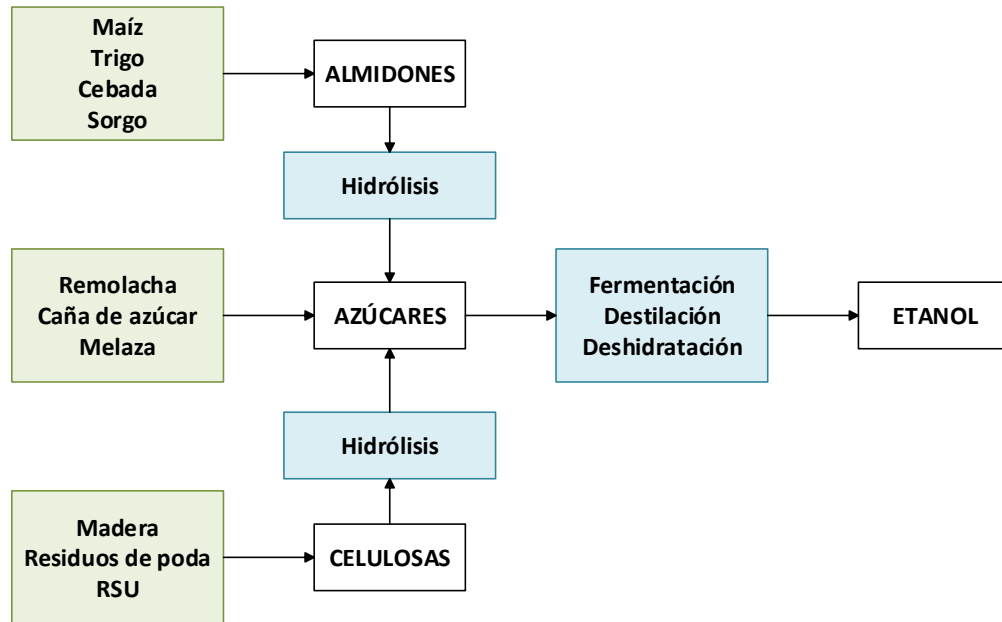 Maíz
Trigo
Cebada
Sorgo
ALMIDONES
Hidrólisis
Remolacha
Caña de azúcar
Melaza
AZÚCARES
Fermentación
Destilación
Deshidratación
ETANOL
Hidrólisis
Madera
Residuos de poda
RSU
CELULOSAS